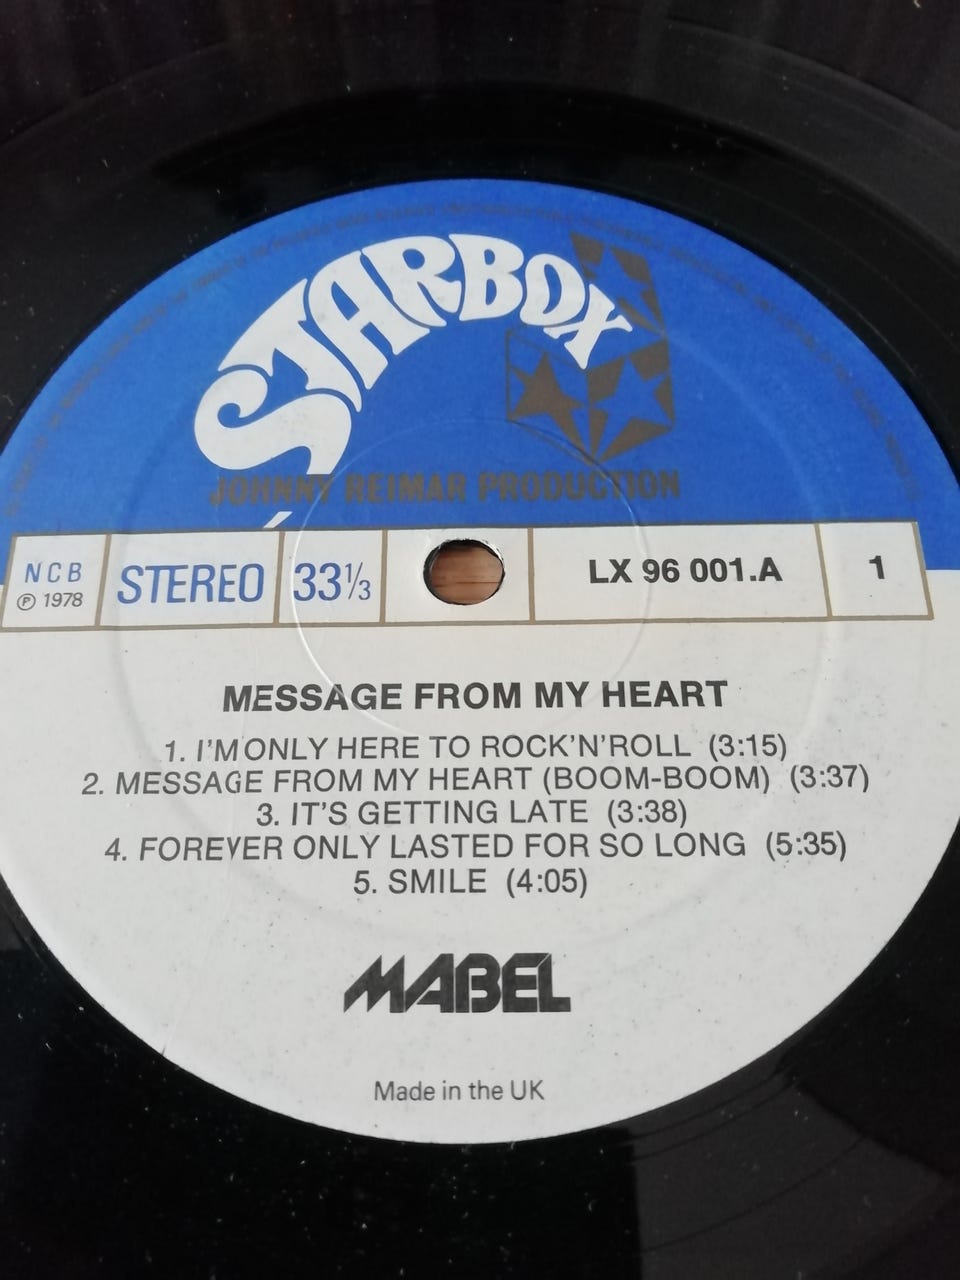 STARBOX
JOHNNY REIMAR PRODUCTION
NCB
℗ 1978
STEREO
33⅓
LX 96 001.A
1
MESSAGE FROM MY HEART
1. I'M ONLY HERE TO ROCK'N'ROLL (3:15)
2. MESSAGE FROM MY HEART (BOOM-BOOM) (3:37)
3. IT'S GETTING LATE (3:38)
4. FOREVER ONLY LASTED FOR SO LONG (5:35)
5. SMILE (4:05)
MABEL
Made in the UK